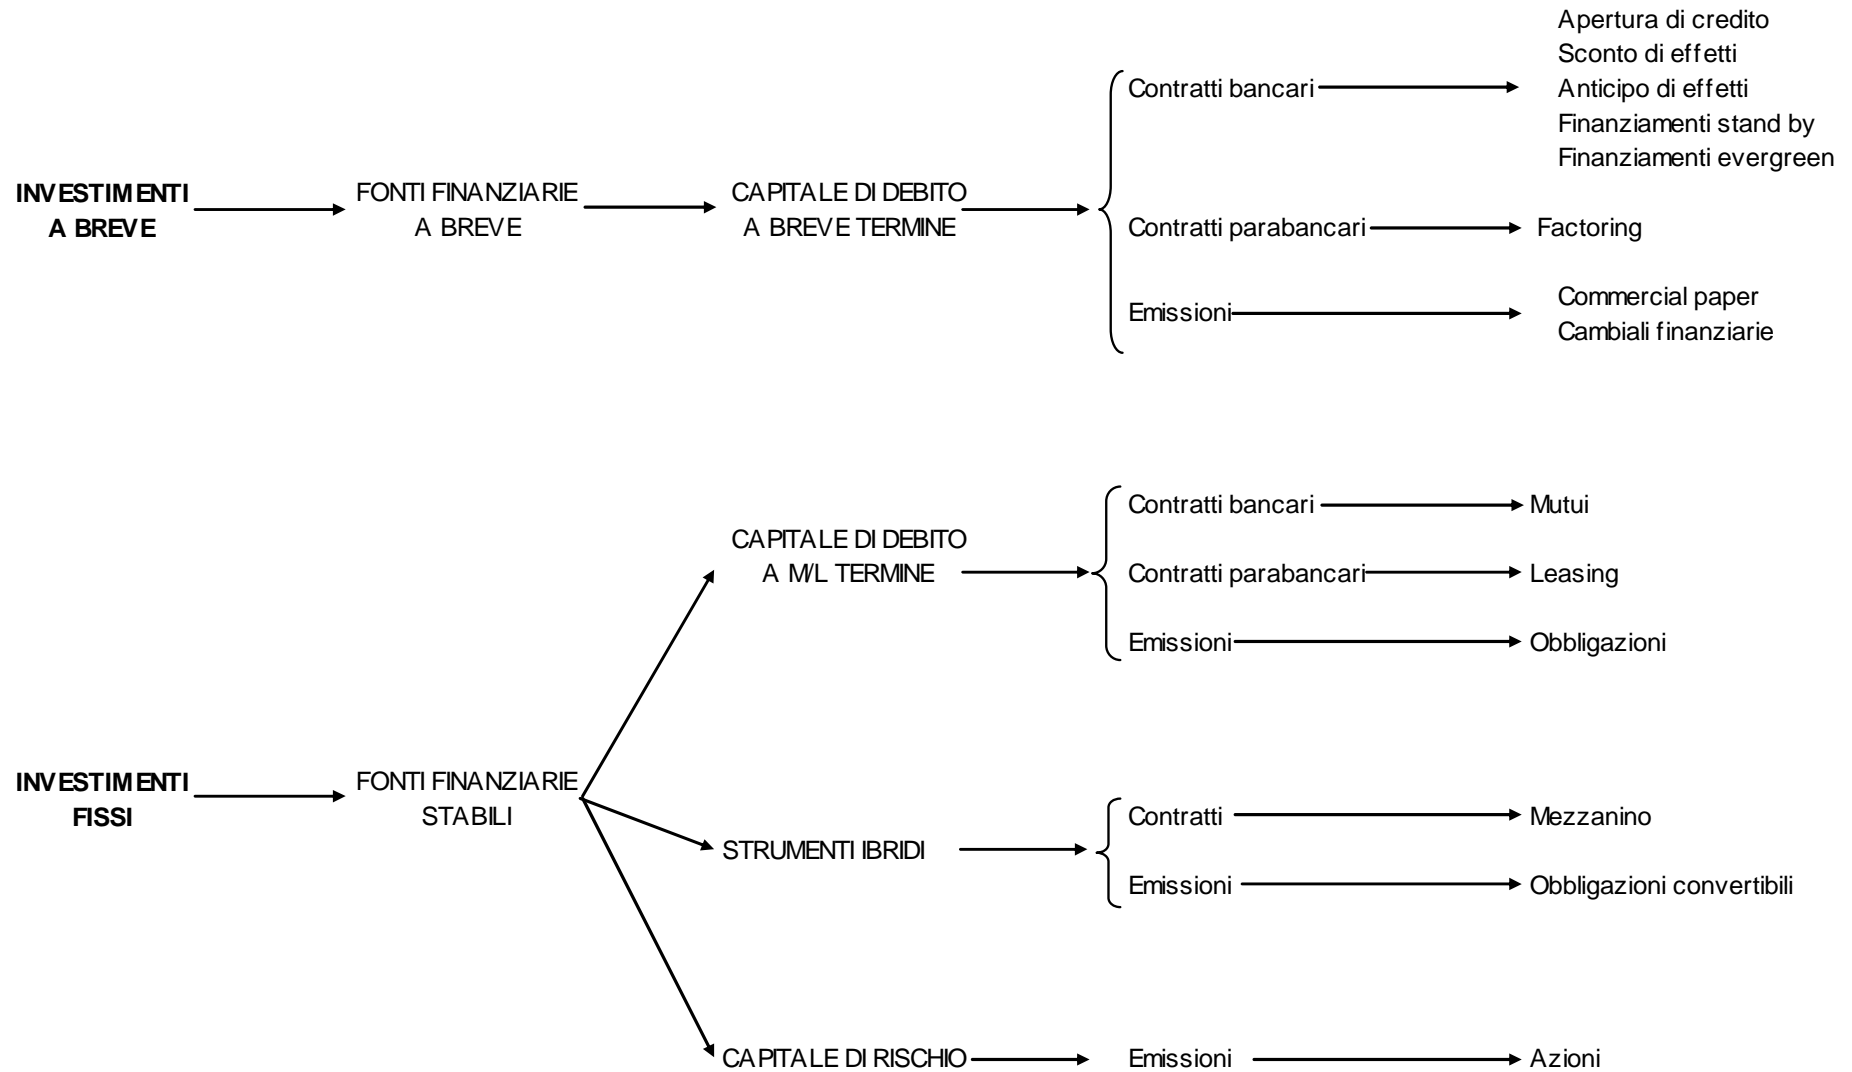 Apertura di credito
Sconto di effetti
Contratti bancari
Anticipo di effetti
Finanziamenti stand by
Finanziamenti evergreen
INVESTIMENTI
A BREVE
FONTI FINANZIARIE
A BREVE
CAPITALE DI DEBITO
A BREVE TERMINE
Contratti parabancari
Factoring
Emissioni
Commercial paper
Cambiali finanziarie
Contratti bancari
Mutui
CAPITALE DI DEBITO
A M/L TERMINE
Contratti parabancari
Leasing
Emissioni
Obbligazioni
INVESTIMENTI
FISSI
FONTI FINANZIARIE
STABILI
STRUMENTI IBRIDI
Contratti
Mezzanino
Emissioni
Obbligazioni convertibili
CAPITALE DI RISCHIO
Emissioni
Azioni